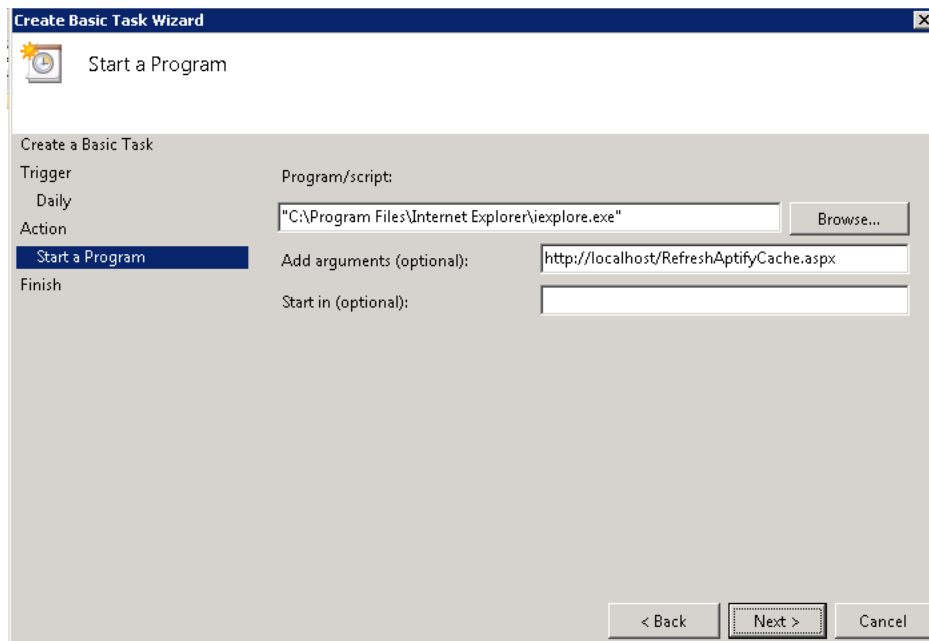 Create Basic Task Wizard
Start a Program
Create a Basic Task
Trigger
Daily
Action
Start a Program
Finish
Program/script:
"C:\Program Files\Internet Explorer\iexplore.exe"
Browse...
Add arguments (optional):
http://localhost/RefreshAptifyCache.aspx
Start in (optional):
< Back
Next >
Cancel